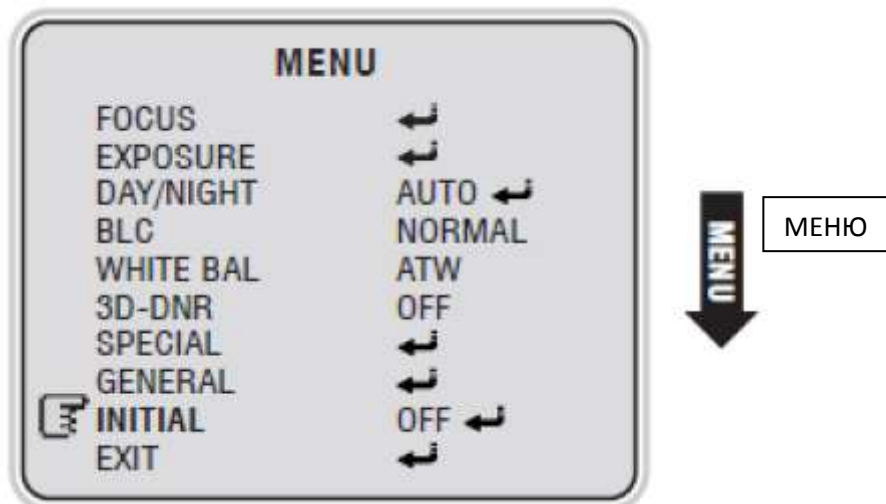 MENU
FOCUS ↵
EXPOSURE ↵
DAY/NIGHT AUTO ↵
BLC NORMAL
WHITE BAL ATW
3D-DNR OFF
SPECIAL ↵
GENERAL ↵
INITIAL OFF ↵
EXIT ↵
MENU
МЕНЮ